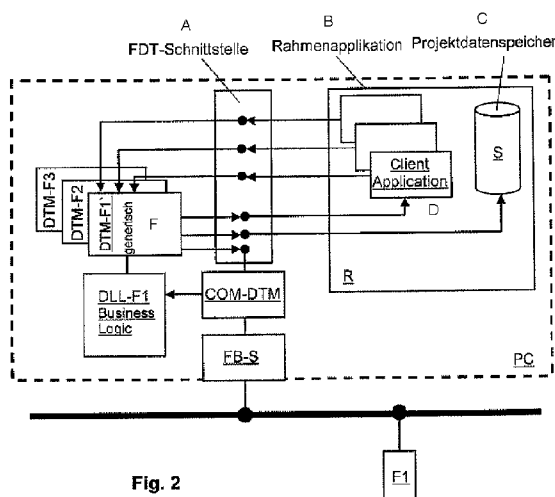 A
B
C
FDT-Schnittstelle
Rahmenapplikation
Projektdatenspeicher
S
Client
Application
D
DTM-F3
DTM-F2
DTM-F1`
generisch
F
R
DLL-F1
Business
Logic
COM-DTM
FB-S
PC
Fig. 2
F1